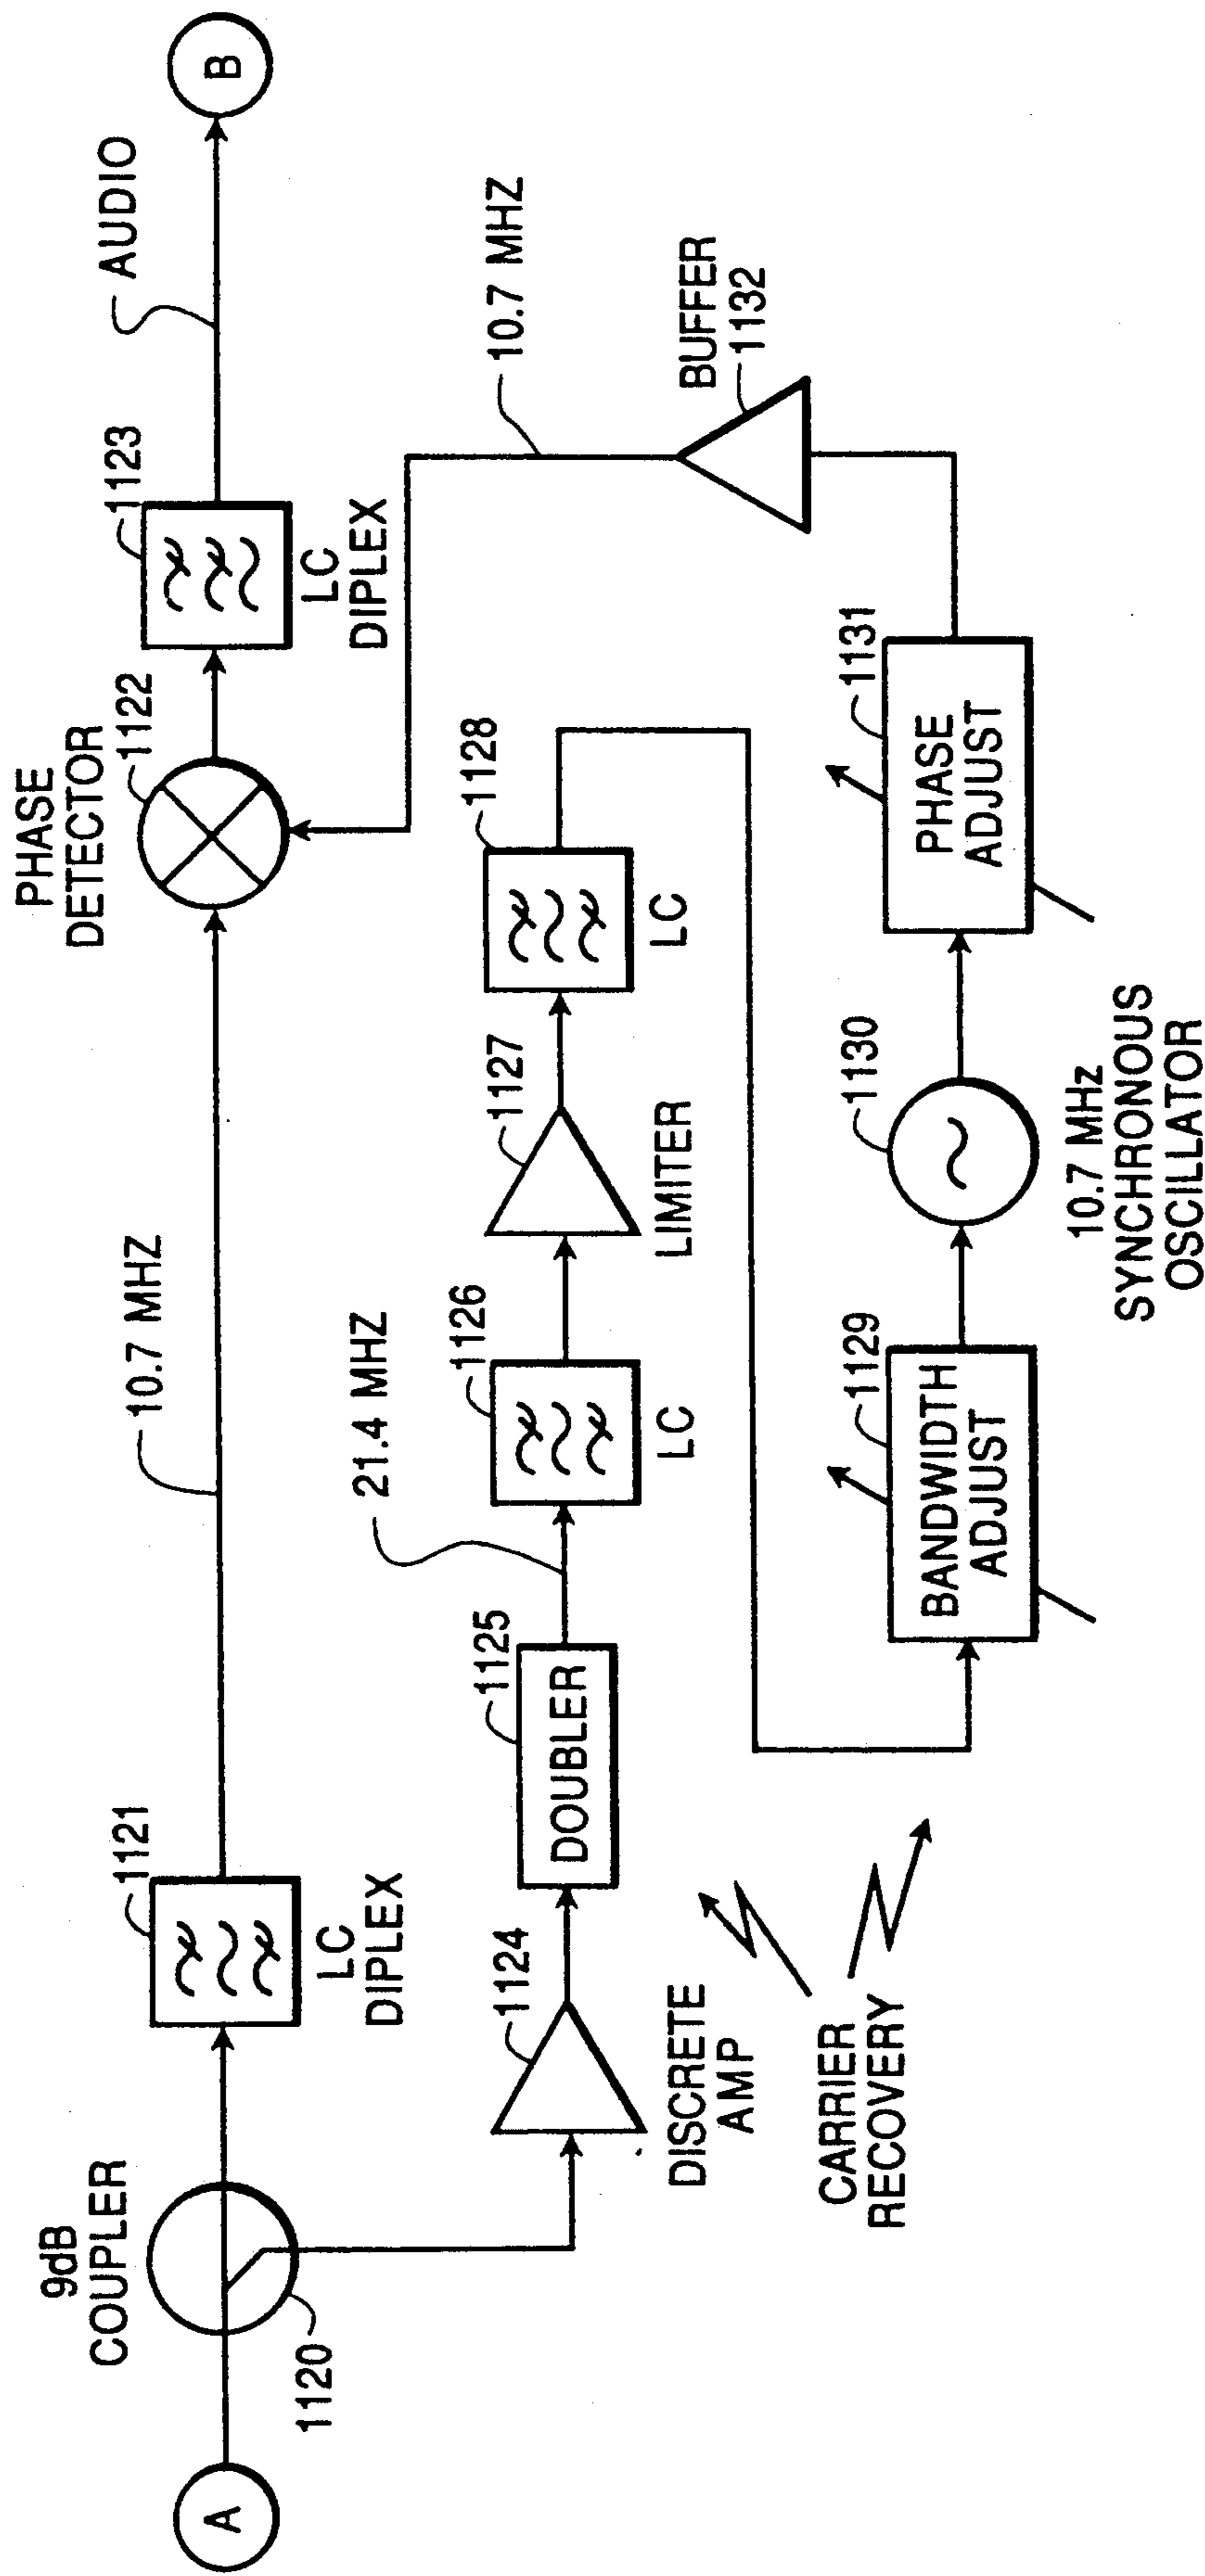 A
9dB
COUPLER
1120
1121
LC
DIPLEX
10.7 MHZ
PHASE
DETECTOR
1122
1123
LC
DIPLEX
AUDIO
B
1124
DISCRETE
AMP
1125
DOUBLER
21.4 MHZ
1126
LC
1127
LIMITER
1128
LC
10.7 MHZ
BUFFER
1132
CARRIER
RECOVERY
1129
BANDWIDTH
ADJUST
1130
10.7 MHz
SYNCHRONOUS
OSCILLATOR
1131
PHASE
ADJUST